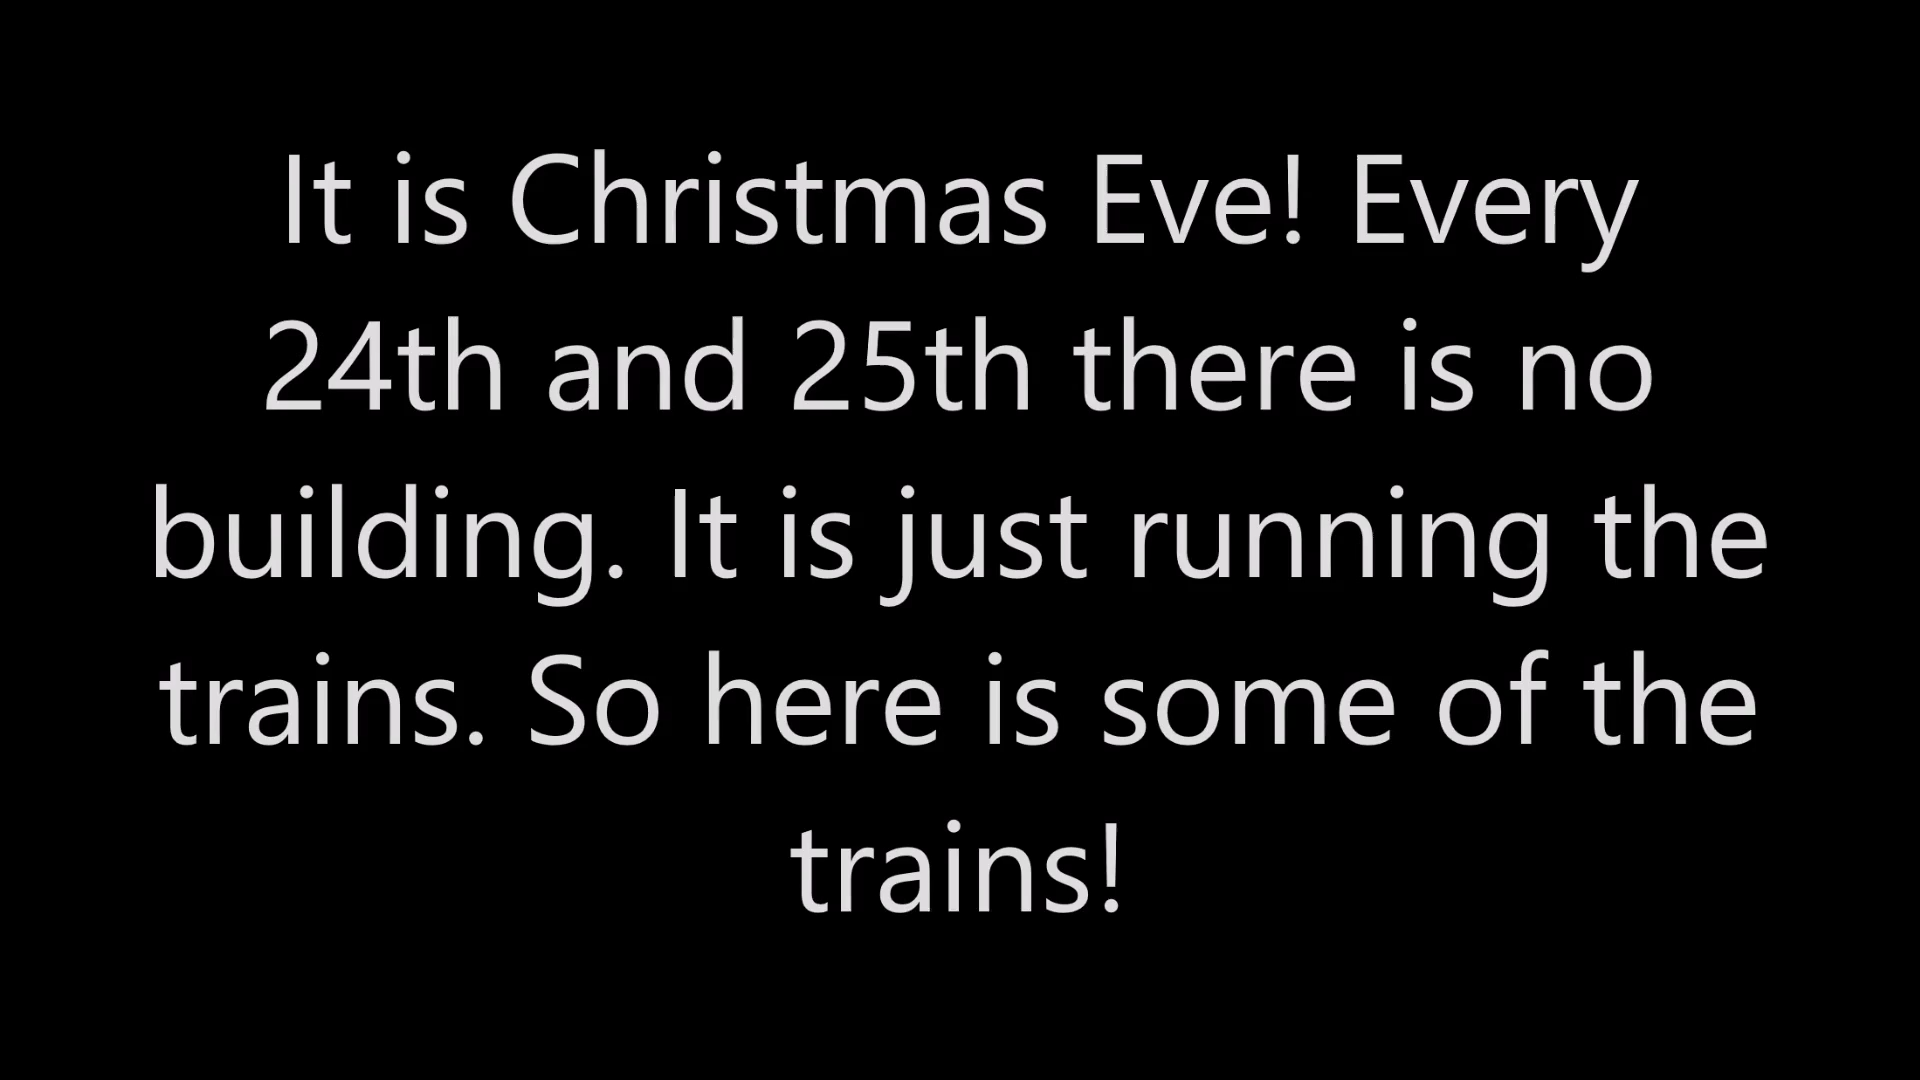 It is Christmas Eve! Every
24th and 25th there is no
building. It is just running the
trains. So here is some of the
trains!